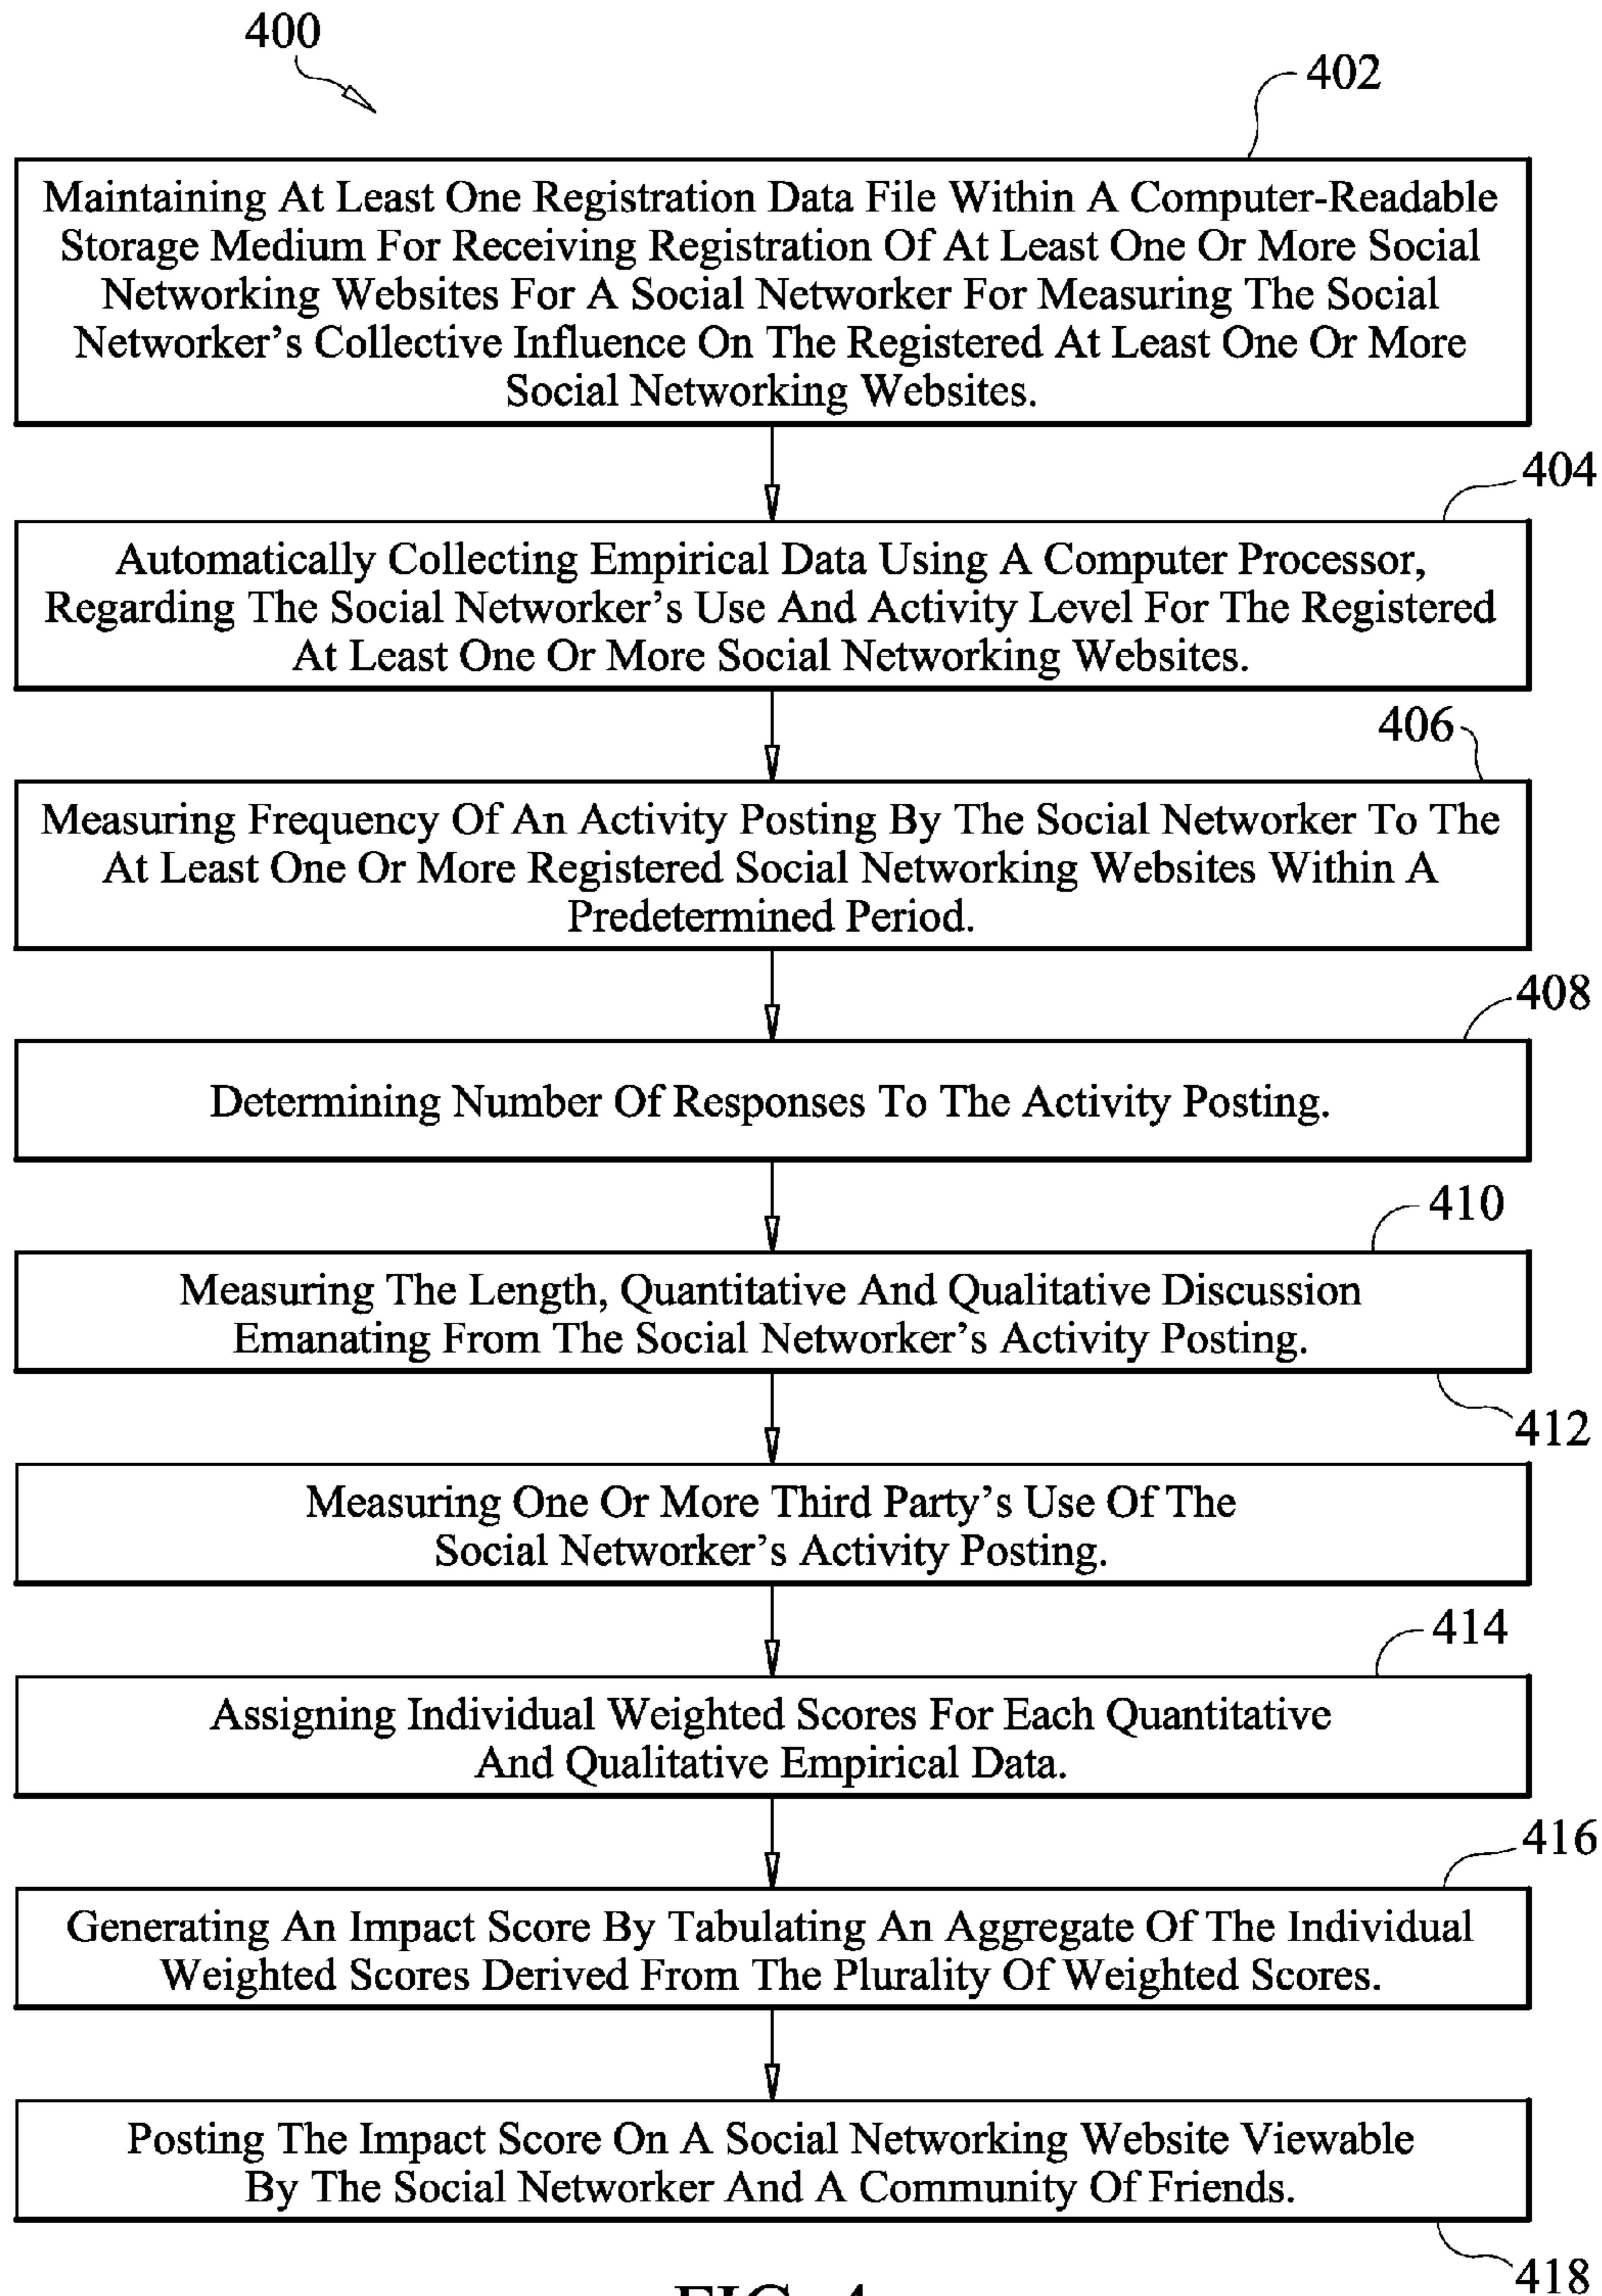 400
402
Maintaining At Least One Registration Data File Within A Computer-Readable
Storage Medium For Receiving Registration Of At Least One Or More Social
Networking Websites For A Social Networker For Measuring The Social
Networker’s Collective Influence On The Registered At Least One Or More
Social Networking Websites.
404
Automatically Collecting Empirical Data Using A Computer Processor,
Regarding The Social Networker’s Use And Activity Level For The Registered
At Least One Or More Social Networking Websites.
406
Measuring Frequency Of An Activity Posting By The Social Networker To The
At Least One Or More Registered Social Networking Websites Within A
Predetermined Period.
408
Determining Number Of Responses To The Activity Posting.
410
Measuring The Length, Quantitative And Qualitative Discussion
Emanating From The Social Networker’s Activity Posting.
412
Measuring One Or More Third Party’s Use Of The
Social Networker’s Activity Posting.
414
Assigning Individual Weighted Scores For Each Quantitative
And Qualitative Empirical Data.
416
Generating An Impact Score By Tabulating An Aggregate Of The Individual
Weighted Scores Derived From The Plurality Of Weighted Scores.
Posting The Impact Score On A Social Networking Website Viewable
By The Social Networker And A Community Of Friends.
418
FIG. 4